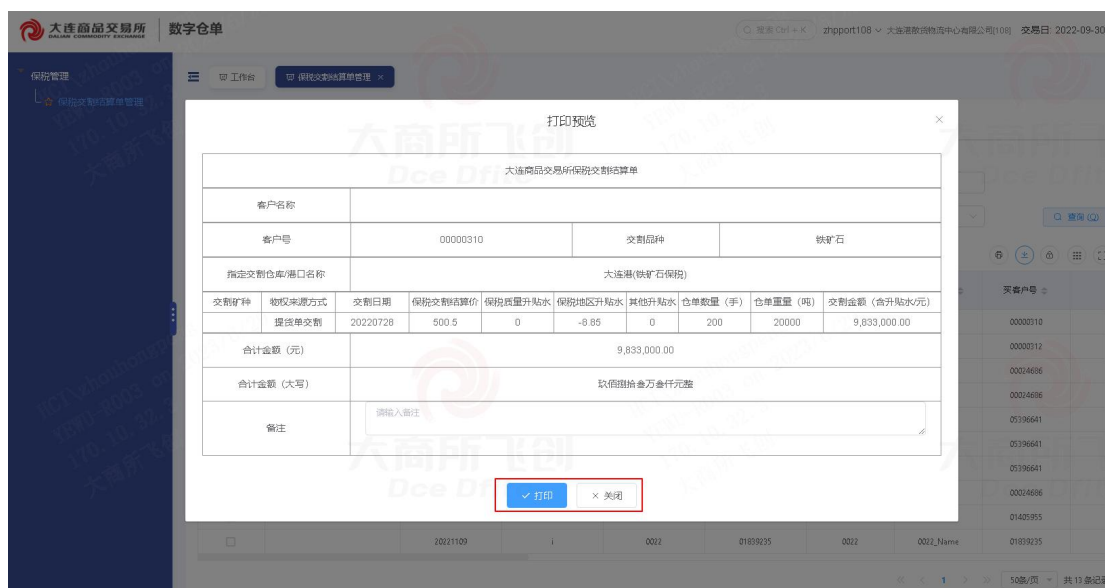 大连商品交易所 数字仓单
DALIAN COMMODITY EXCHANGE
搜索 Ctrl + K zhpport108 大连港散货物流中心有限公司[108] 交易日: 2022-09-30
保税管理
保税交割结算单管理
工作台 保税交割结算单管理 ×
打印预览 ×
大连商品交易所保税交割结算单
客户名称
客户号 00000310 交割品种 铁矿石
指定交割仓库/港口名称 大连港(铁矿石保税)
交割矿种 物权来源方式 交割日期 保税交割结算价 保税质量升贴水 保税地区升贴水 其他升贴水 仓单数量（手） 仓单重量（吨） 交割金额（含升贴水/元）
提货单交割 20220728 500.5 0 -8.85 0 200 20000 9,833,000.00
合计金额（元） 9,833,000.00
合计金额（大写） 玖佰捌拾叁万叁仟元整
备注 请输入备注
打印 × 关闭
查询(Q)
买客户号
00000310
00000312
00024686
00024686
05396641
05396641
05396641
00024686
01405955
20221109 i 0022 01839235 0022 0022_Name 01839235
1 50条/页 共13条记录
大商所飞创
Dce Dfite